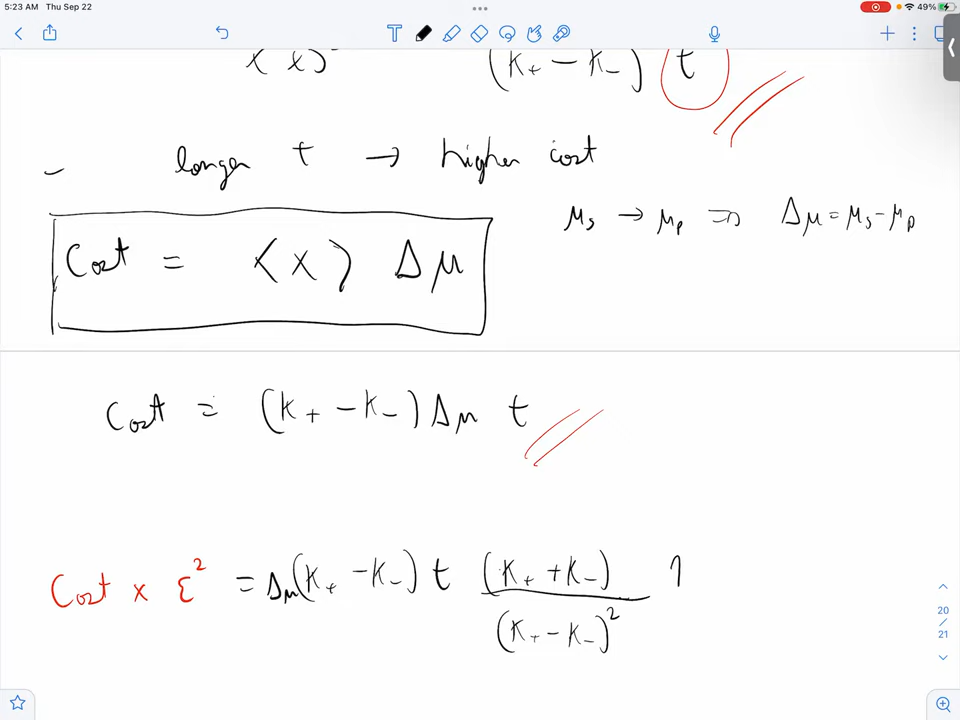 5:23 AM Thu Sep 22
49%
(K₊ − K₋) t
longer t → higher cost
μₛ → μₚ ⇒ Δμ = μₛ − μₚ
Cost = ⟨x⟩ Δμ
Cost = (K₊ − K₋) Δμ t
Cost × ε² = Δμ (K₊ − K₋) t (K₊ + K₋) / (K₊ − K₋)² 1
20
/
21